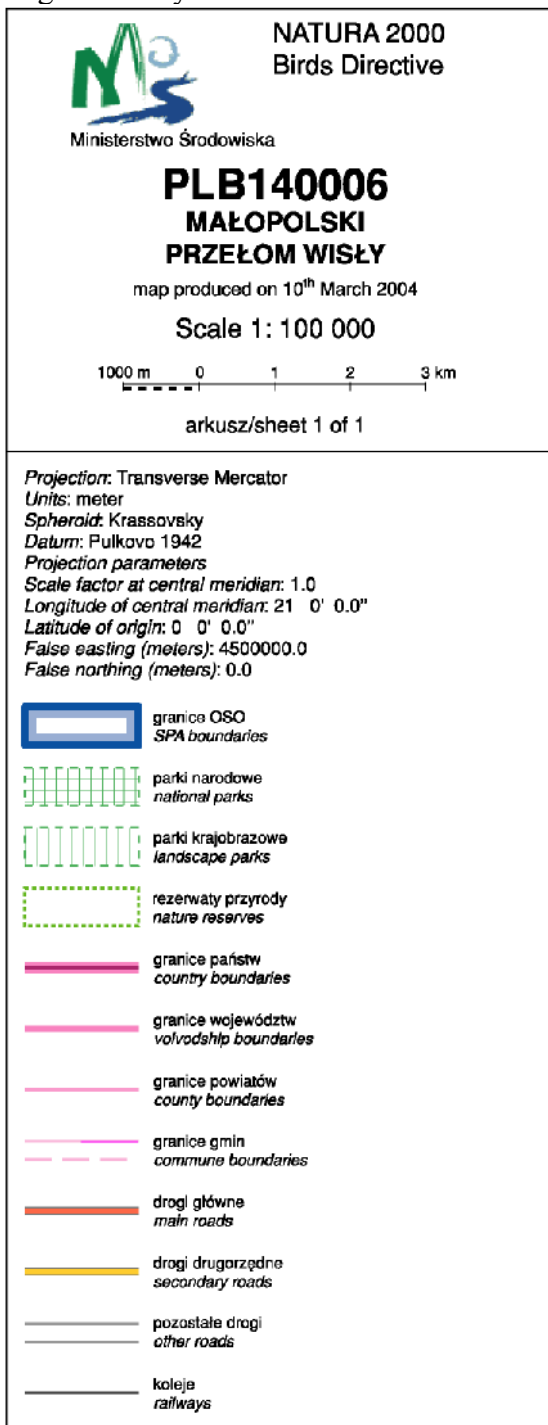 NATURA 2000
Birds Directive
Ministerstwo Środowiska
PLB140006
MAŁOPOLSKI
PRZEŁOM WISŁY
map produced on 10th March 2004
Scale 1: 100 000
1000 m 0 1 2 3 km
arkusz/sheet 1 of 1
Projection: Transverse Mercator
Units: meter
Spheroid: Krassovsky
Datum: Pulkovo 1942
Projection parameters
Scale factor at central meridian: 1.0
Longitude of central meridian: 21 0' 0.0"
Latitude of origin: 0 0' 0.0"
False easting (meters): 4500000.0
False northing (meters): 0.0
granice OSO
SPA boundaries
parki narodowe
national parks
parki krajobrazowe
landscape parks
rezerwaty przyrody
nature reserves
granice państw
country boundaries
granice województw
voivodship boundaries
granice powiatów
county boundaries
granice gmin
commune boundaries
drogi główne
main roads
drogi drugorzędne
secondary roads
pozostałe drogi
other roads
koleje
railways